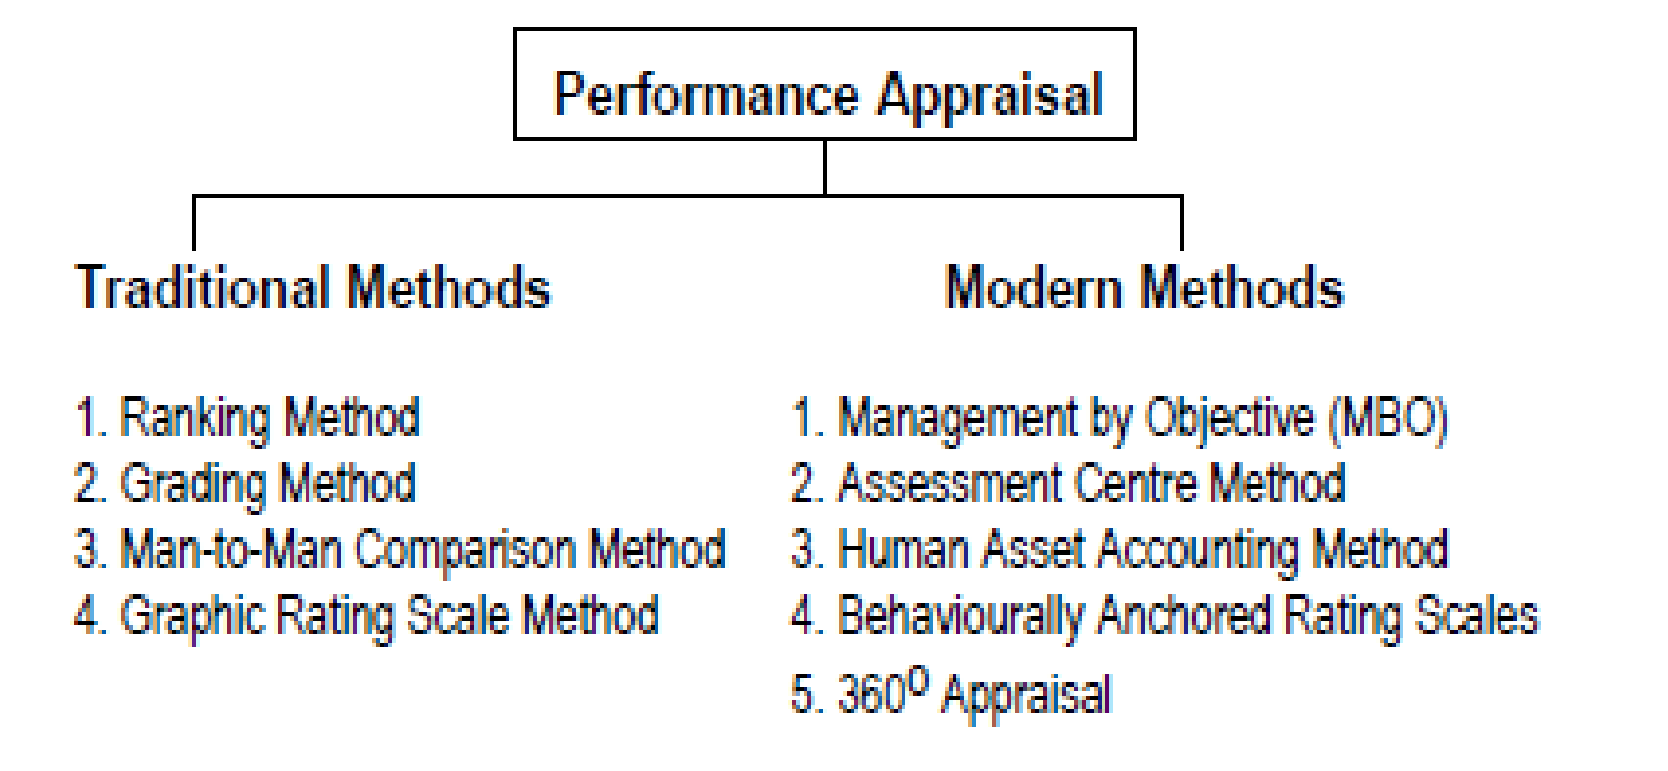 Performance Appraisal
Traditional Methods
1. Ranking Method
2. Grading Method
3. Man-to-Man Comparison Method
4. Graphic Rating Scale Method
Modern Methods
1. Management by Objective (MBO)
2. Assessment Centre Method
3. Human Asset Accounting Method
4. Behaviourally Anchored Rating Scales
5. 360⁰ Appraisal